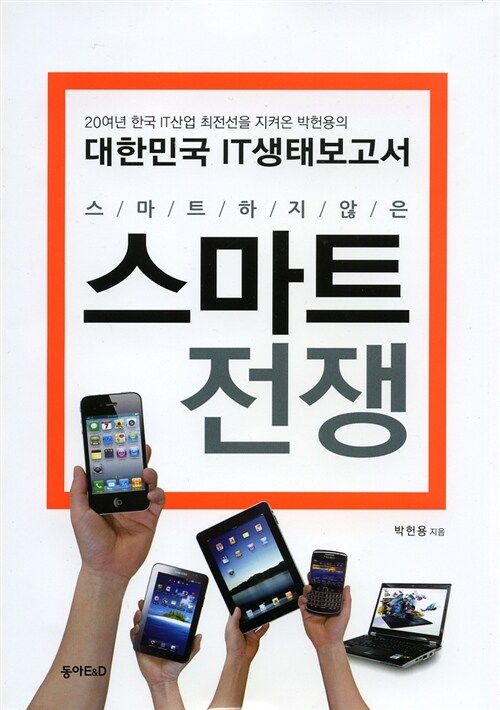 20여년 한국 IT산업 최전선을 지켜온 박헌용의
대한민국 IT생태보고서
스/마/트/하/지/않/은
스마트
전쟁
박헌용 지음
동아E&D